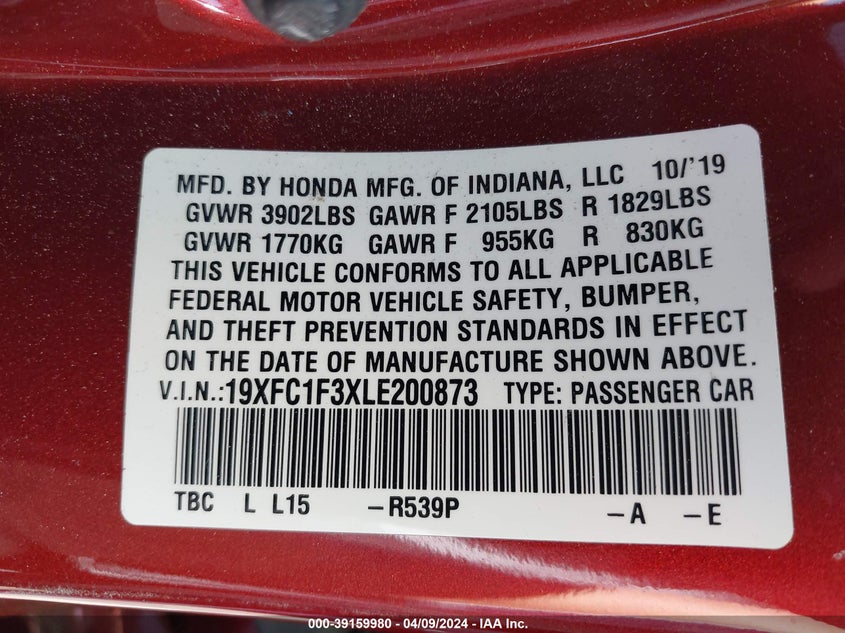 MFD. BY HONDA MFG. OF INDIANA, LLC 10/'19
GVWR 3902LBS GAWR F 2105LBS R 1829LBS
GVWR 1770KG GAWR F 955KG R 830KG
THIS VEHICLE CONFORMS TO ALL APPLICABLE
FEDERAL MOTOR VEHICLE SAFETY, BUMPER,
AND THEFT PREVENTION STANDARDS IN EFFECT
ON THE DATE OF MANUFACTURE SHOWN ABOVE.
V.I.N.:19XFC1F3XLE200873 TYPE: PASSENGER CAR
TBC L L15 -R539P -A -E
000-39159980 - 04/09/2024 - IAA Inc.